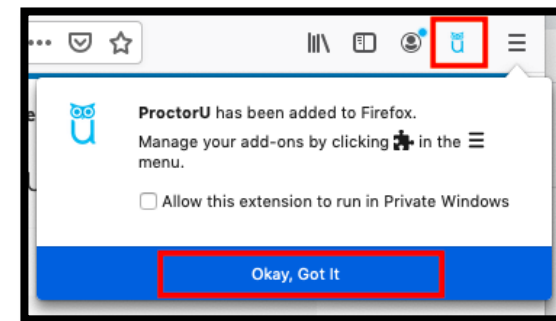 ProctorU has been added to Firefox.
Manage your add-ons by clicking in the
menu.
Allow this extension to run in Private Windows
Okay, Got It